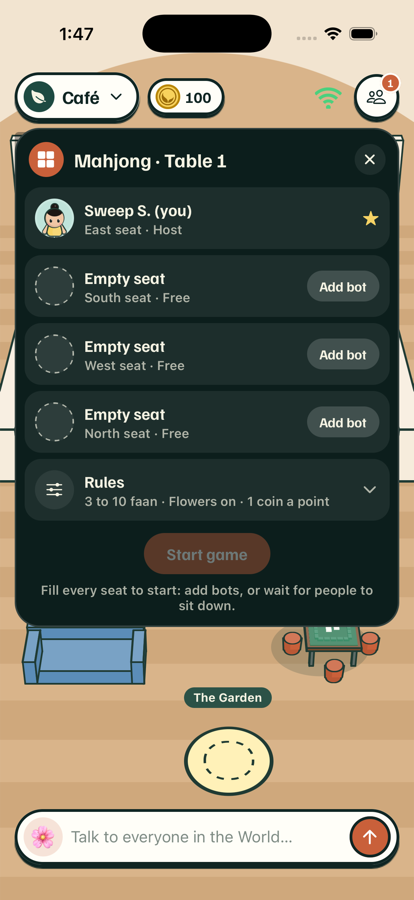 1:47
Café
100
1
Mahjong · Table 1
Sweep S. (you)
East seat · Host
Empty seat
South seat · Free
Add bot
Empty seat
West seat · Free
Add bot
Empty seat
North seat · Free
Add bot
Rules
3 to 10 faan · Flowers on · 1 coin a point
Start game
Fill every seat to start: add bots, or wait for people to
sit down.
The Garden
Talk to everyone in the World...